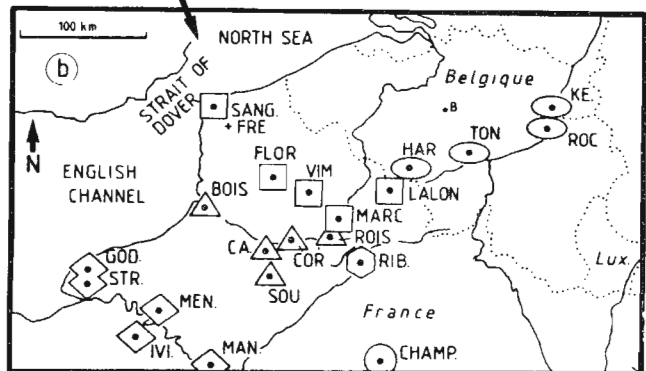 100 km
NORTH SEA
b
STRAIT OF
DOVER
Belgique
SANG.
+ FRE
B
KE.
ROC
N
ENGLISH
CHANNEL
FLOR
VIM
HAR
TON
LALON
BOIS
MARC
CA.
COR
ROIS
SOU
RIB.
GOD.
STR.
MEN.
IVI.
MAN.
France
Lux.
CHAMP.